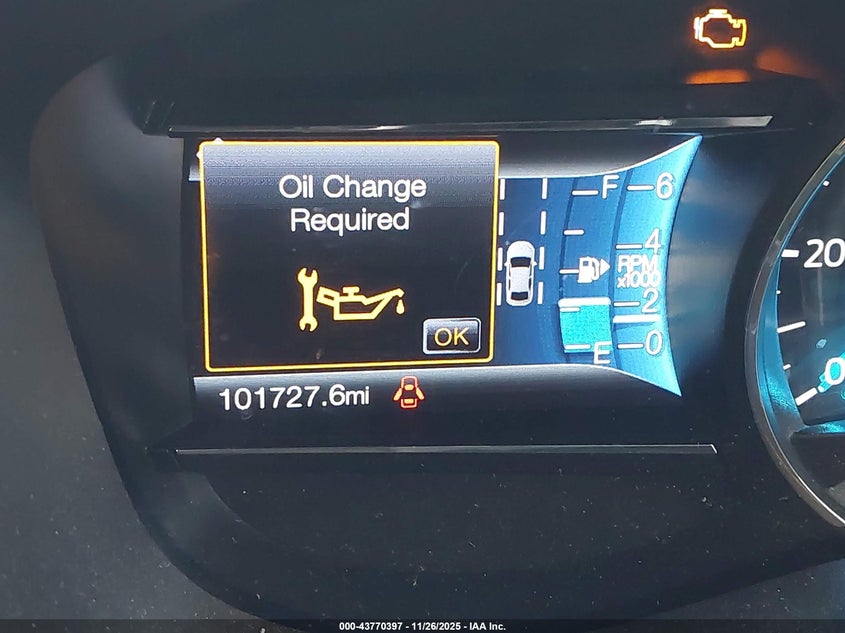 Oil Change
Required
OK
101727.6mi
F
E
6
4
RPM
x1000
2
0
20
0
000-43770397 - 11/26/2025 - IAA Inc.